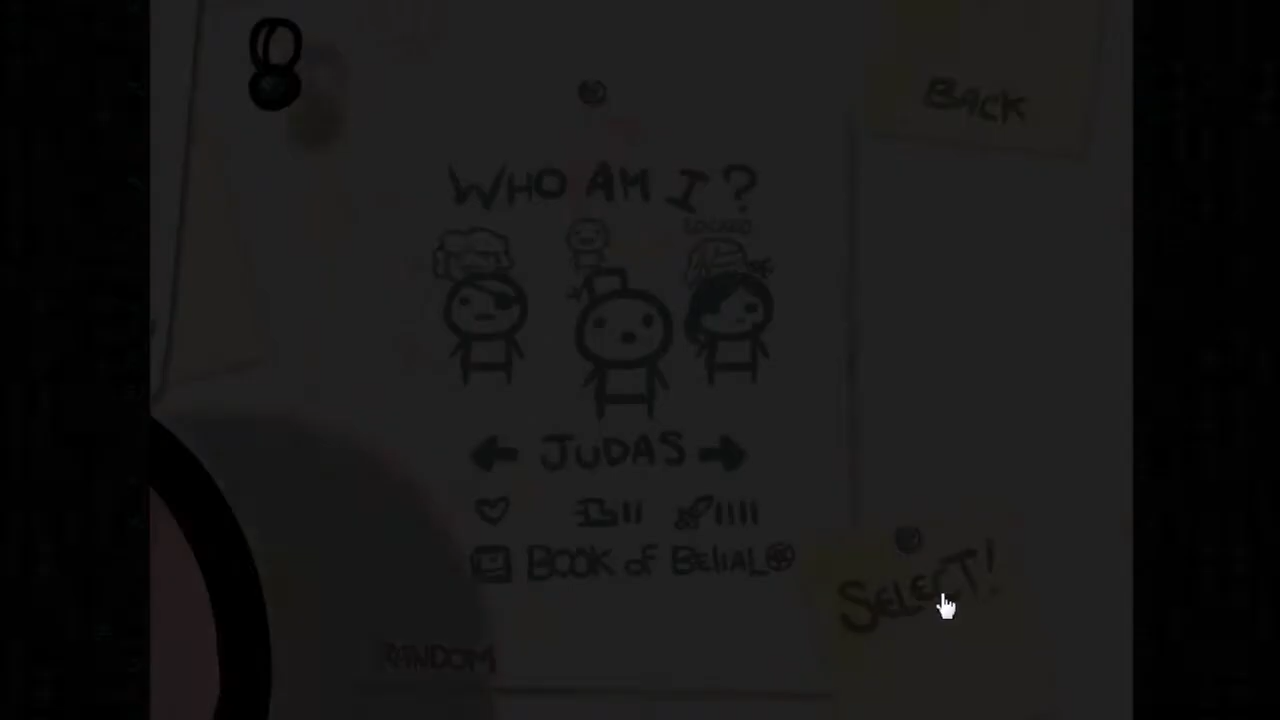 BACK
WHO AM I?
JUDAS
BOOK of BELIAL
SELECT!
RANDOM